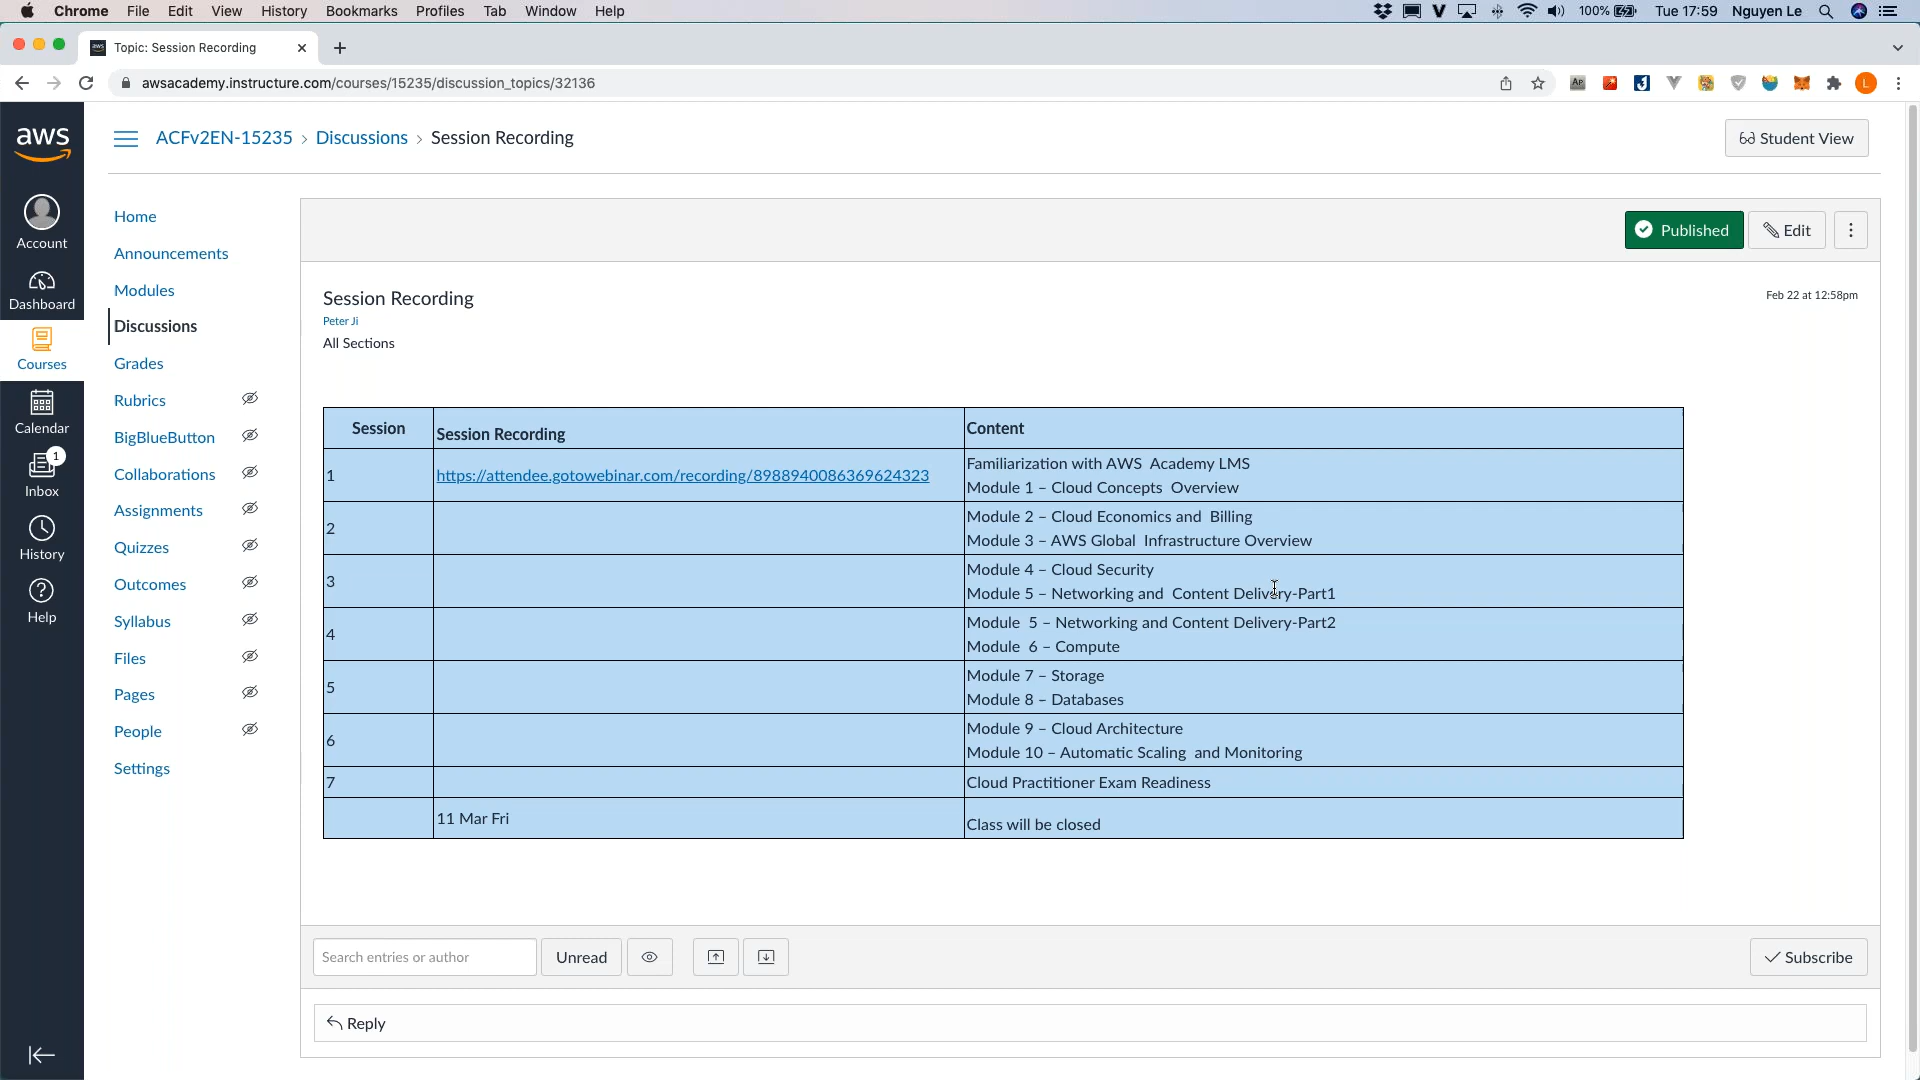 Chrome File Edit View History Bookmarks Profiles Tab Window Help
100% Tue 17:59 Nguyen Le
aws Topic: Session Recording
awsacademy.instructure.com/courses/15235/discussion_topics/32136
AP
L
aws
Account
Dashboard
Courses
Calendar
1
Inbox
History
Help
ACFv2EN-15235 › Discussions › Session Recording
Student View
Home
Announcements
Modules
Discussions
Grades
Rubrics
BigBlueButton
Collaborations
Assignments
Quizzes
Outcomes
Syllabus
Files
Pages
People
Settings
Published Edit
Session Recording
Feb 22 at 12:58pm
Peter Ji
All Sections
Session Session Recording Content
1 https://attendee.gotowebinar.com/recording/8988940086369624323 Familiarization with AWS Academy LMS
Module 1 – Cloud Concepts Overview
2 Module 2 – Cloud Economics and Billing
Module 3 – AWS Global Infrastructure Overview
3 Module 4 – Cloud Security
Module 5 – Networking and Content Delivery-Part1
4 Module 5 – Networking and Content Delivery-Part2
Module 6 – Compute
5 Module 7 – Storage
Module 8 – Databases
6 Module 9 – Cloud Architecture
Module 10 – Automatic Scaling and Monitoring
7 Cloud Practitioner Exam Readiness
11 Mar Fri Class will be closed
Search entries or author Unread Subscribe
Reply